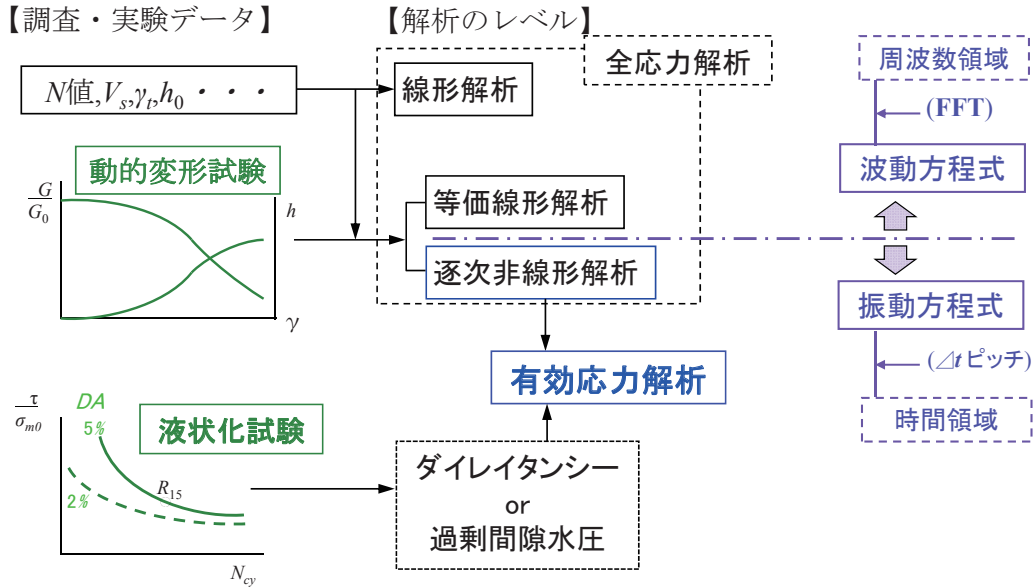 【調査・実験データ】
【解析のレベル】
N値,Vs,γt,h0 ・・・
線形解析
全応力解析
周波数領域
(FFT)
波動方程式
動的変形試験
G
G0
h
γ
等価線形解析
逐次非線形解析
振動方程式
(⊿tピッチ)
時間領域
有効応力解析
τ
σm0
DA
5%
2%
液状化試験
R15
Ncy
ダイレイタンシー
or
過剰間隙水圧